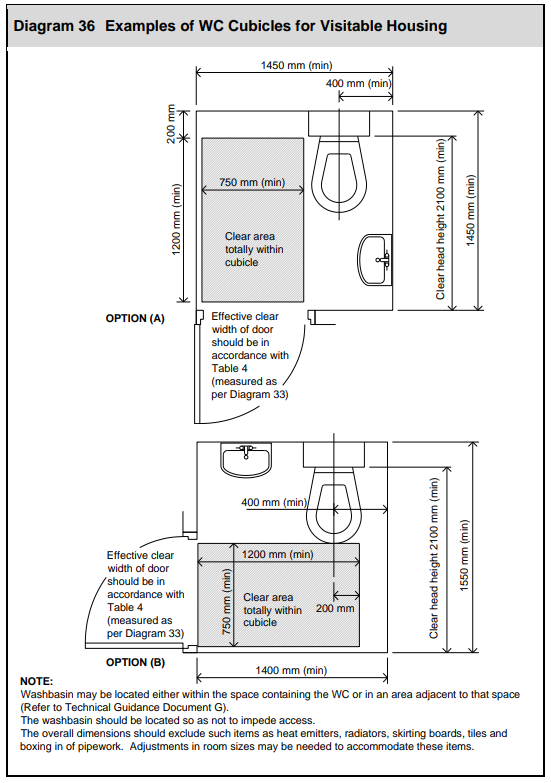 Diagram 36 Examples of WC Cubicles for Visitable Housing
1450 mm (min)
400 mm (min)
200 mm
750 mm (min)
1200 mm (min)
Clear area
totally within
cubicle
Clear head height 2100 mm (min)
1450 mm (min)
OPTION (A)
Effective clear
width of door
should be in
accordance with
Table 4
(measured as
per Diagram 33)
400 mm (min)
Clear head height 2100 mm (min)
1550 mm (min)
Effective clear
width of door
should be in
accordance with
Table 4
(measured as
per Diagram 33)
1200 mm (min)
750 mm (min)
Clear area
totally within
cubicle
200 mm
OPTION (B)
1400 mm (min)
NOTE:
Washbasin may be located either within the space containing the WC or in an area adjacent to that space
(Refer to Technical Guidance Document G).
The washbasin should be located so as not to impede access.
The overall dimensions should exclude such items as heat emitters, radiators, skirting boards, tiles and
boxing in of pipework. Adjustments in room sizes may be needed to accommodate these items.